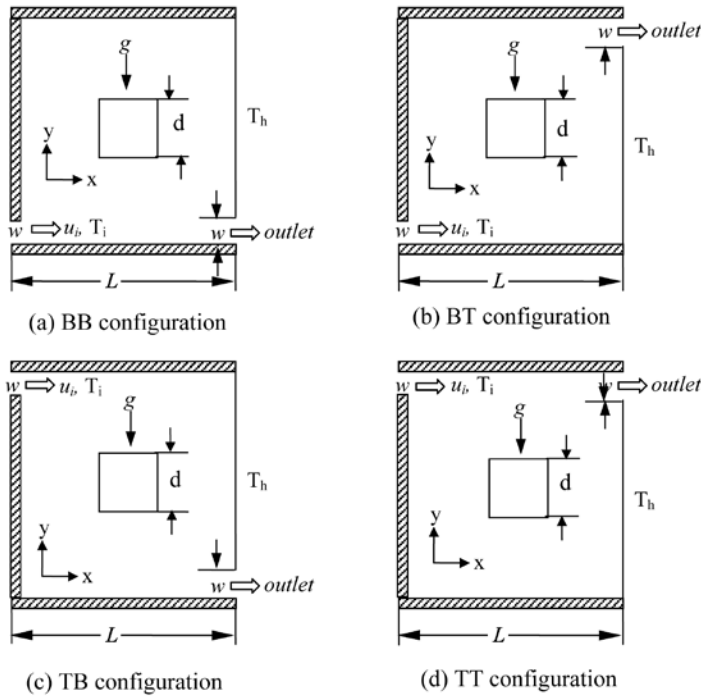 g
d
T_h
y
x
w u_i, T_i
w outlet
L
(a) BB configuration
w outlet
g
d
T_h
y
x
w u_i, T_i
L
(b) BT configuration
w u_i, T_i
g
d
T_h
y
x
w outlet
L
(c) TB configuration
w u_i, T_i
w outlet
g
d
T_h
y
x
L
(d) TT configuration